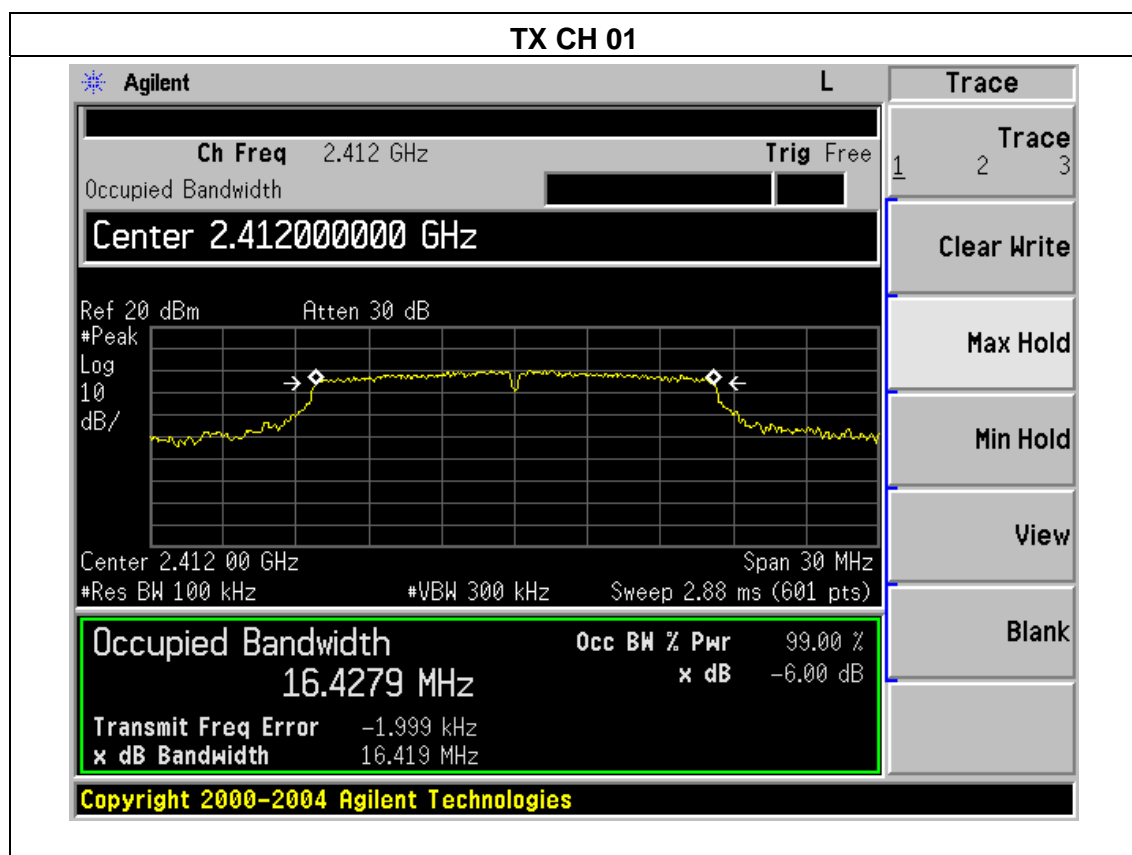 TX CH 01
Agilent L Trace
Ch Freq 2.412 GHz Trig Free
Occupied Bandwidth
Trace
1 2 3
Center 2.412000000 GHz
Clear Write
Ref 20 dBm Atten 30 dB
#Peak
Log
10
dB/
Max Hold
Min Hold
View
Center 2.412 00 GHz Span 30 MHz
#Res BW 100 kHz #VBW 300 kHz Sweep 2.88 ms (601 pts)
Blank
Occupied Bandwidth Occ BW % Pwr 99.00 %
16.4279 MHz x dB -6.00 dB
Transmit Freq Error -1.999 kHz
x dB Bandwidth 16.419 MHz
Copyright 2000-2004 Agilent Technologies